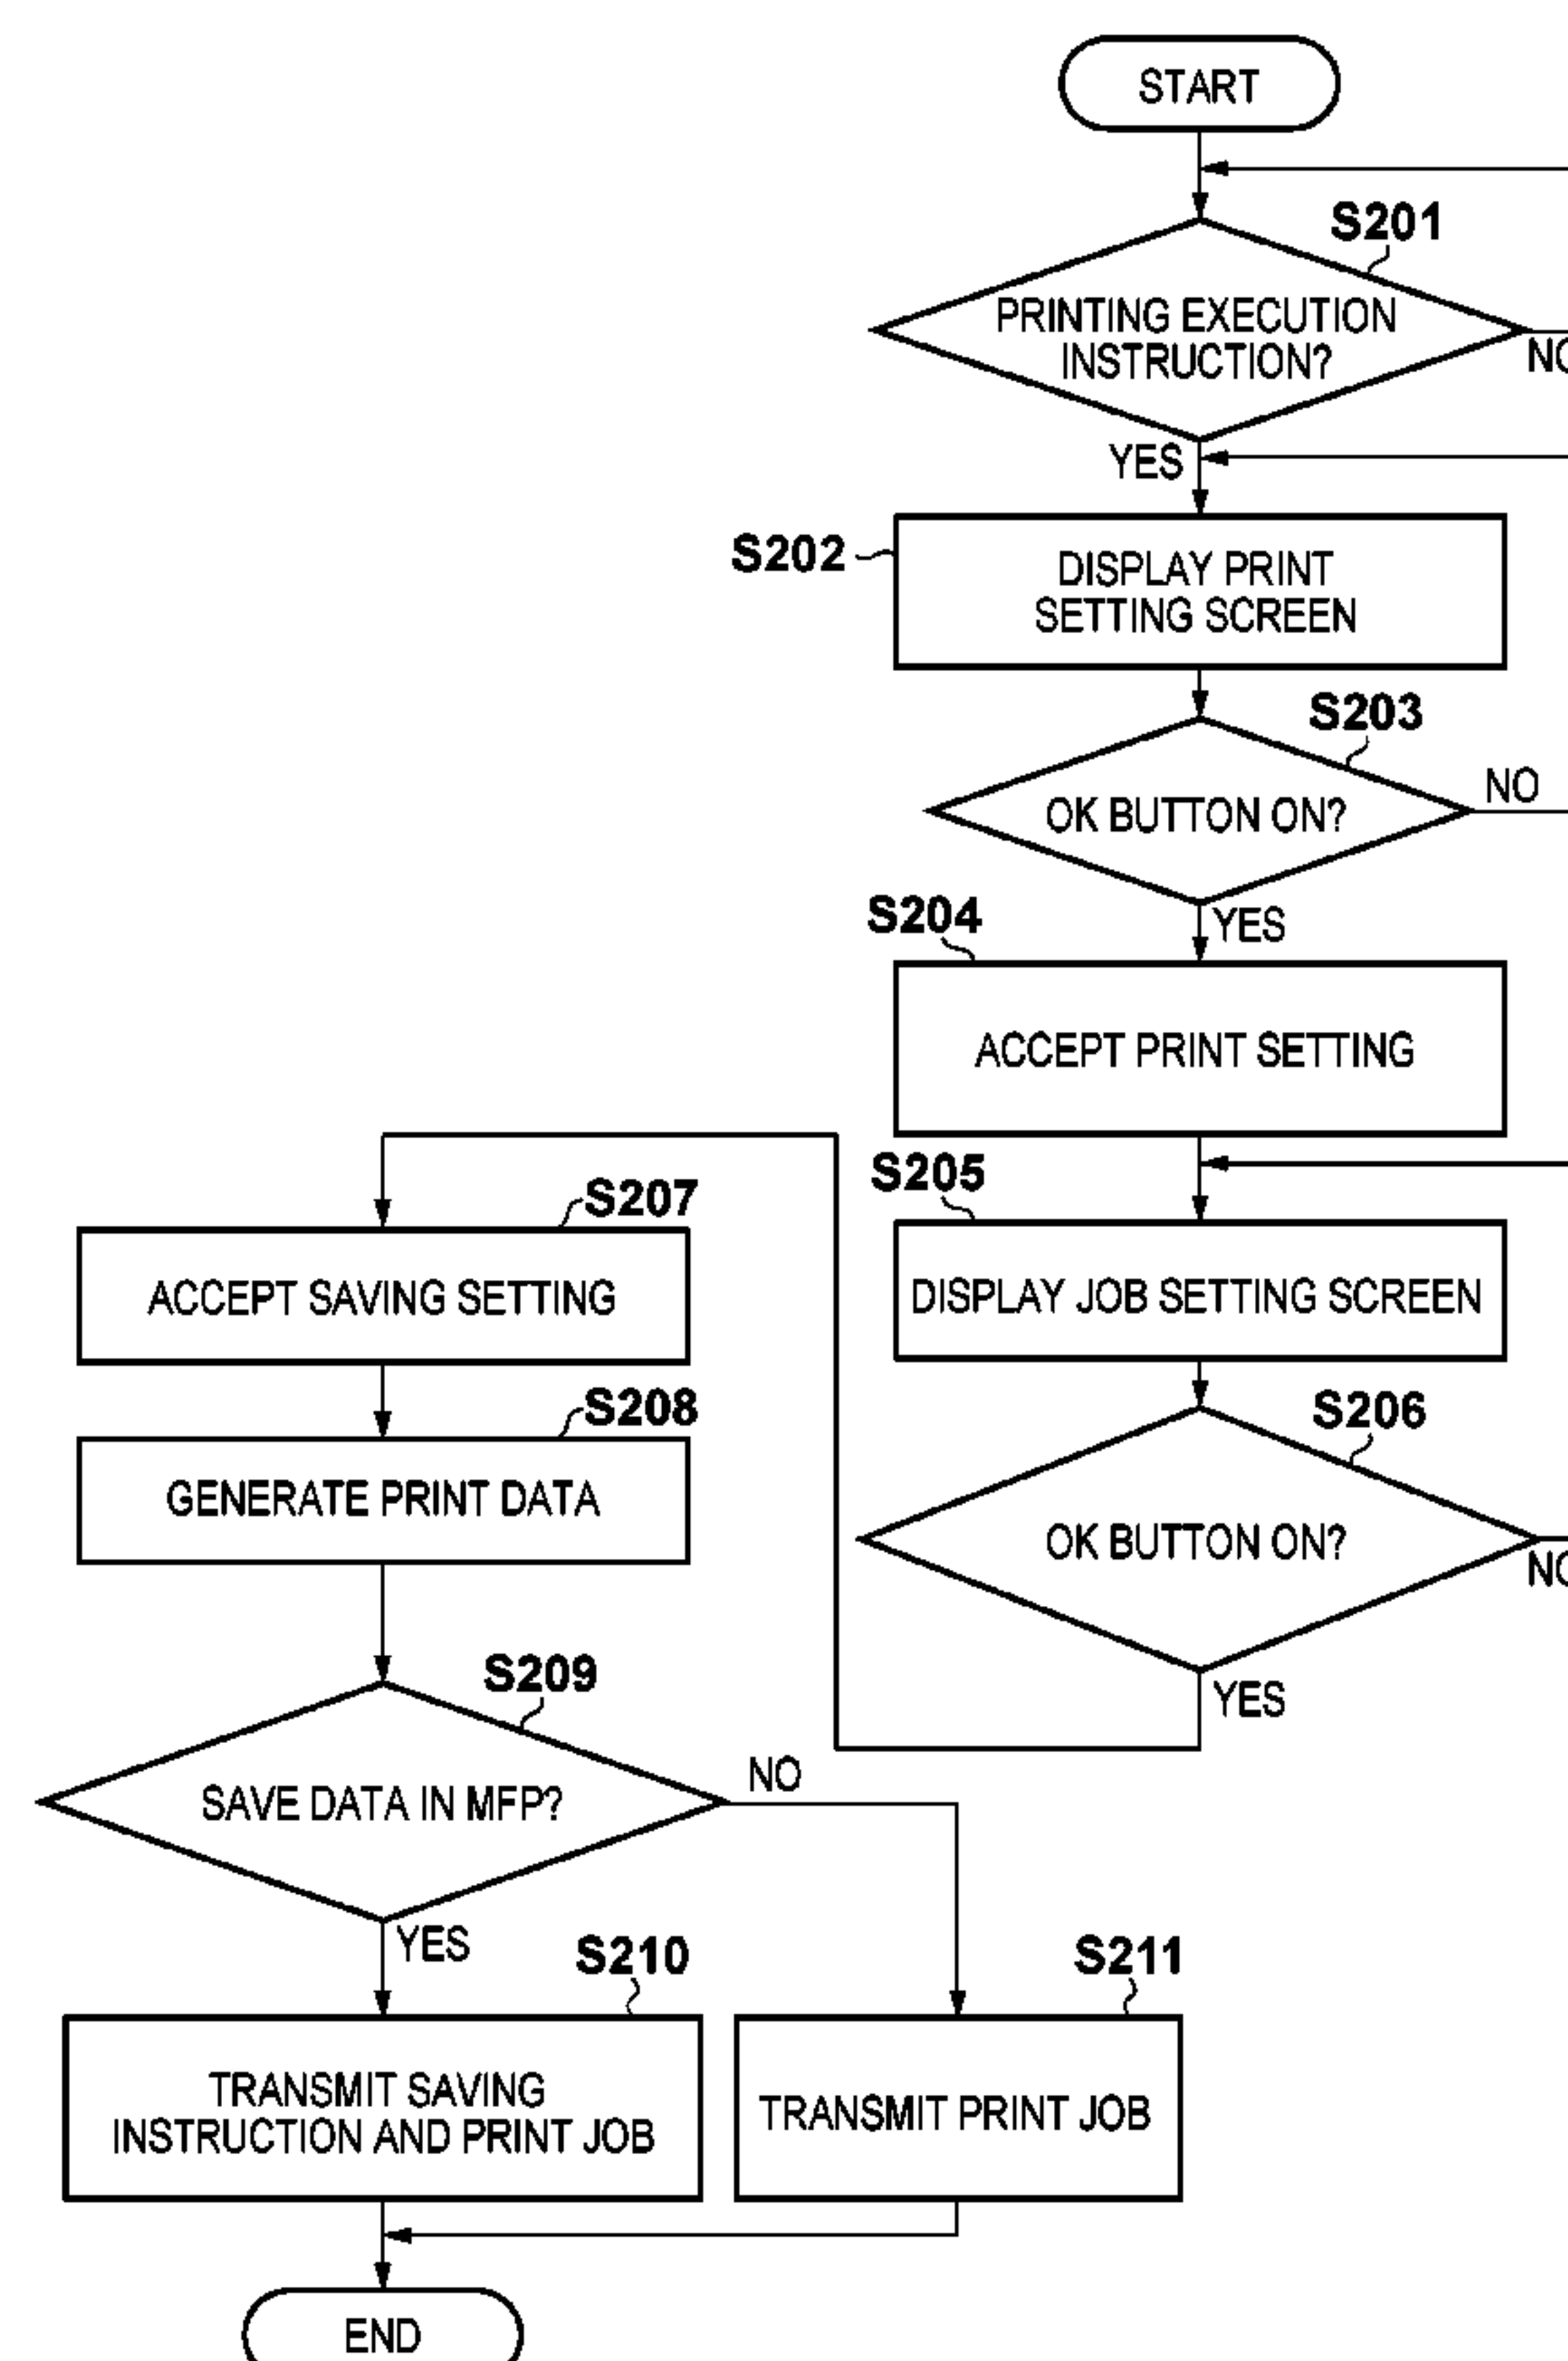 START
S201
PRINTING EXECUTION
INSTRUCTION?
NO
YES
S202
DISPLAY PRINT
SETTING SCREEN
S203
OK BUTTON ON?
NO
YES
S204
ACCEPT PRINT SETTING
S205
DISPLAY JOB SETTING SCREEN
S206
OK BUTTON ON?
NO
YES
S207
ACCEPT SAVING SETTING
S208
GENERATE PRINT DATA
S209
SAVE DATA IN MFP?
NO
YES
S210
TRANSMIT SAVING
INSTRUCTION AND PRINT JOB
S211
TRANSMIT PRINT JOB
END